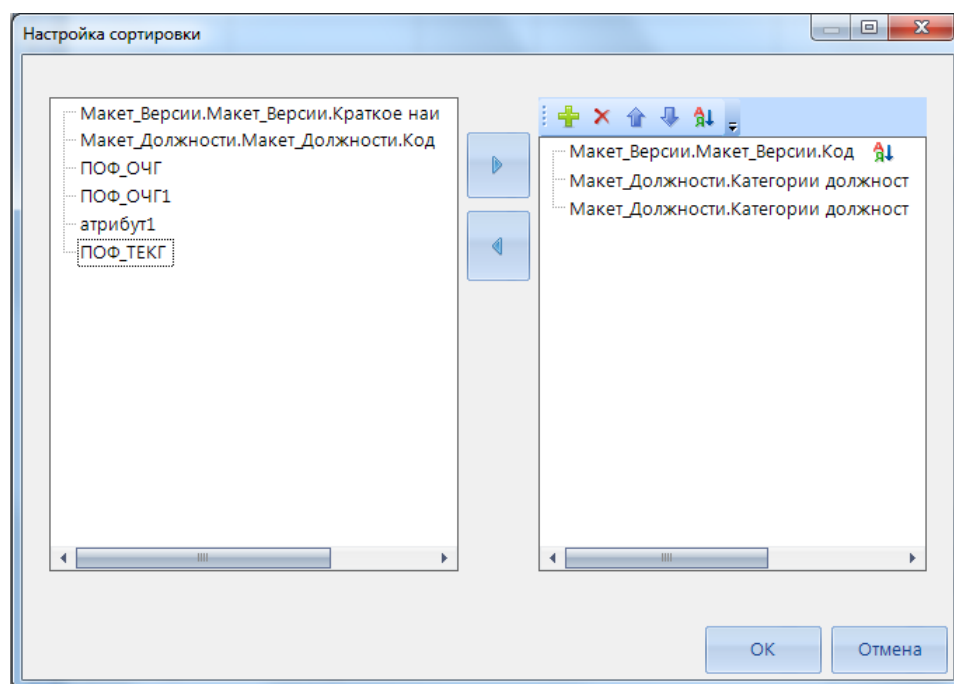 Настройка сортировки
Макет_Версии.Макет_Версии.Краткое наи
Макет_Должности.Макет_Должности.Код
ПОФ_ОЧГ
ПОФ_ОЧГ1
атрибут1
ПОФ_ТЕКГ
Макет_Версии.Макет_Версии.Код
Макет_Должности.Категории должност
Макет_Должности.Категории должност
ОК
Отмена